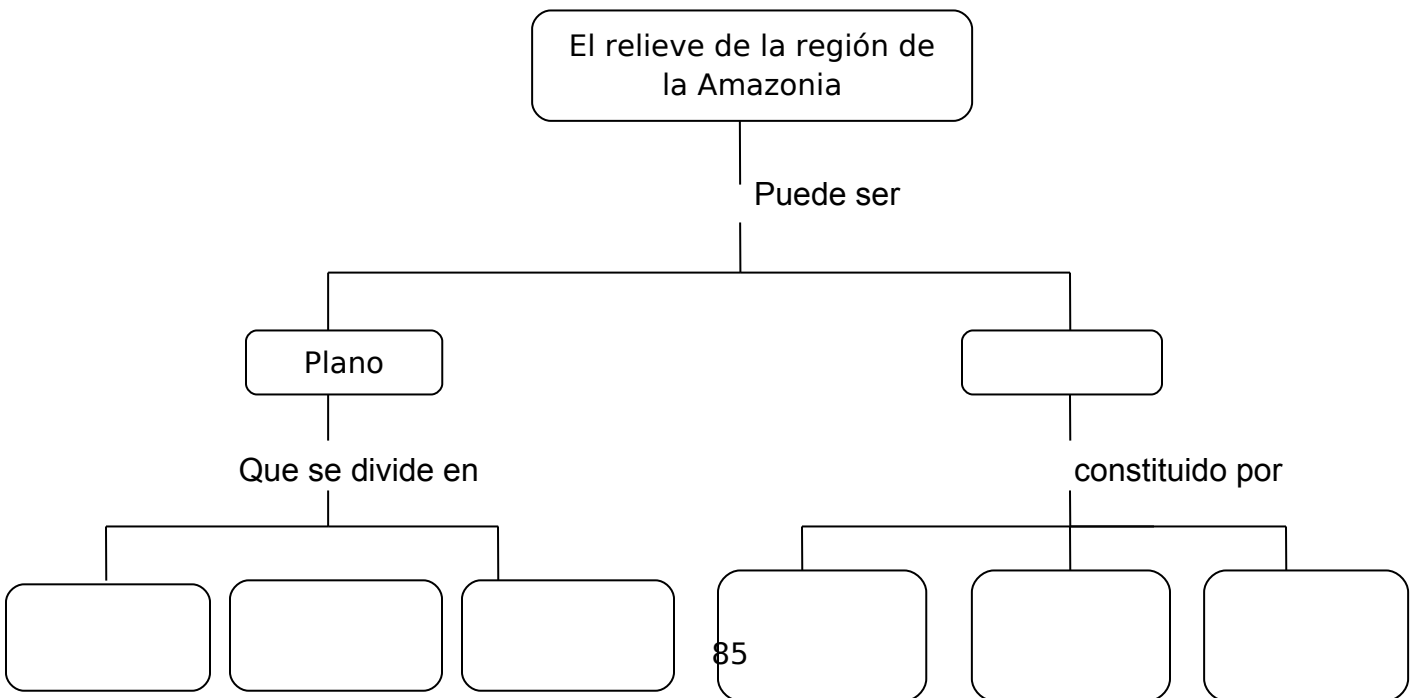 El relieve de la región de
la Amazonia
Puede ser
Plano
Que se divide en
constituido por
85